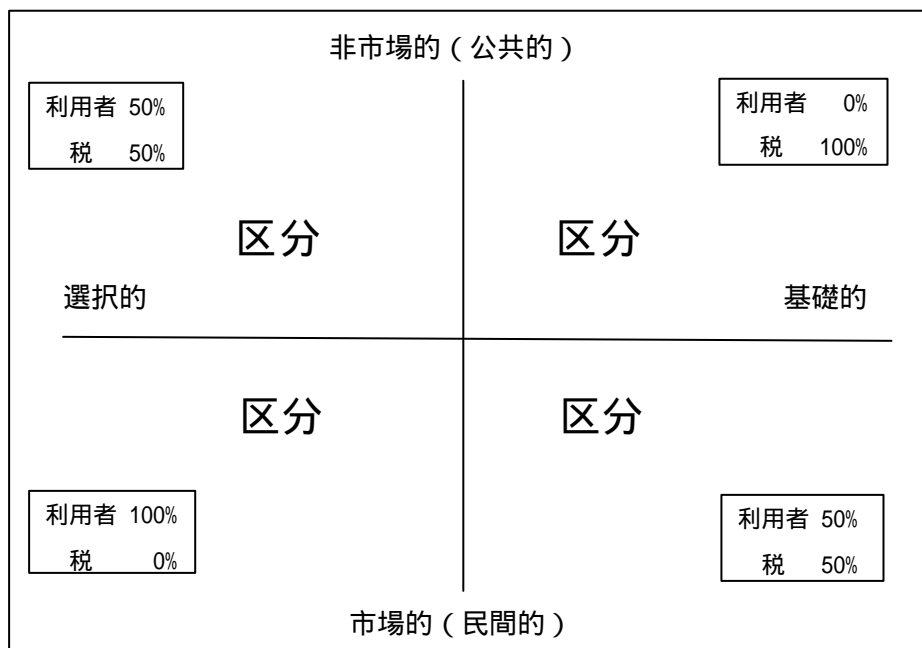 非市場的（公共的）
利用者 50%
税 50%
利用者 0%
税 100%
区分
区分
選択的
基礎的
区分
区分
利用者 100%
税 0%
利用者 50%
税 50%
市場的（民間的）